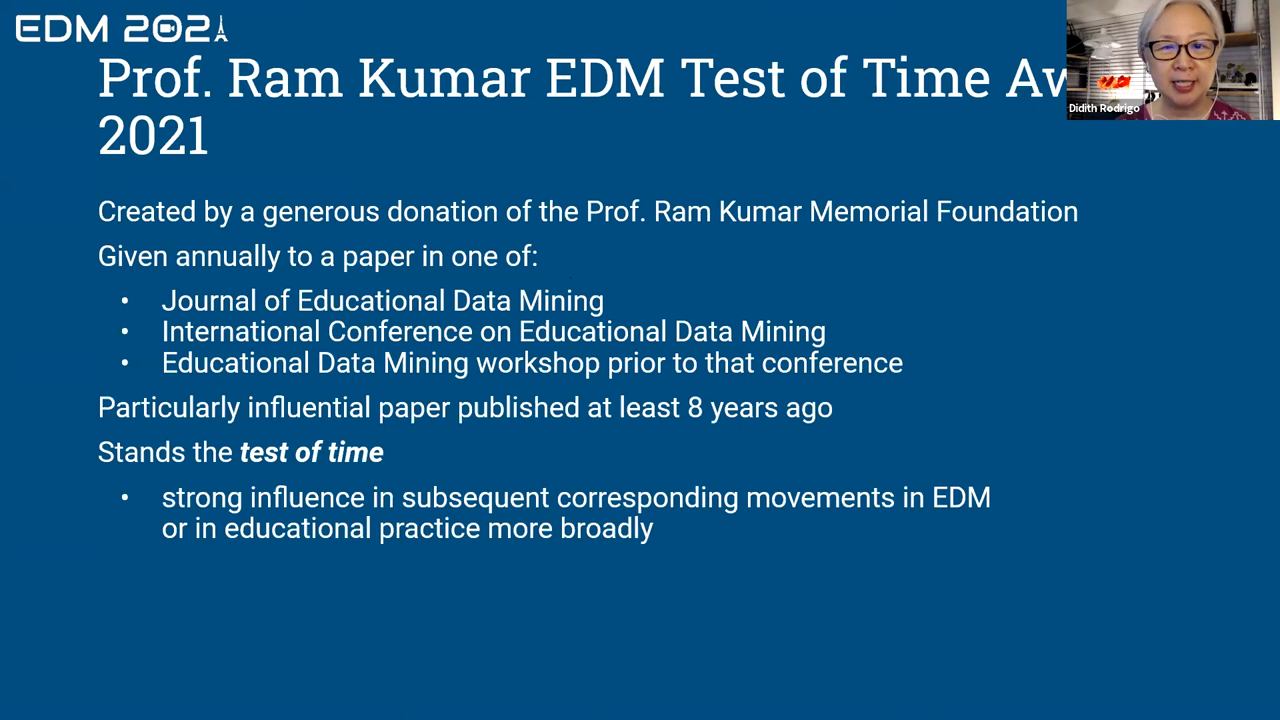 EDM 2021
Prof. Ram Kumar EDM Test of Time Aw
2021
Didith Rodrigo
Created by a generous donation of the Prof. Ram Kumar Memorial Foundation
Given annually to a paper in one of:
• Journal of Educational Data Mining
• International Conference on Educational Data Mining
• Educational Data Mining workshop prior to that conference
Particularly influential paper published at least 8 years ago
Stands the test of time
• strong influence in subsequent corresponding movements in EDM
or in educational practice more broadly